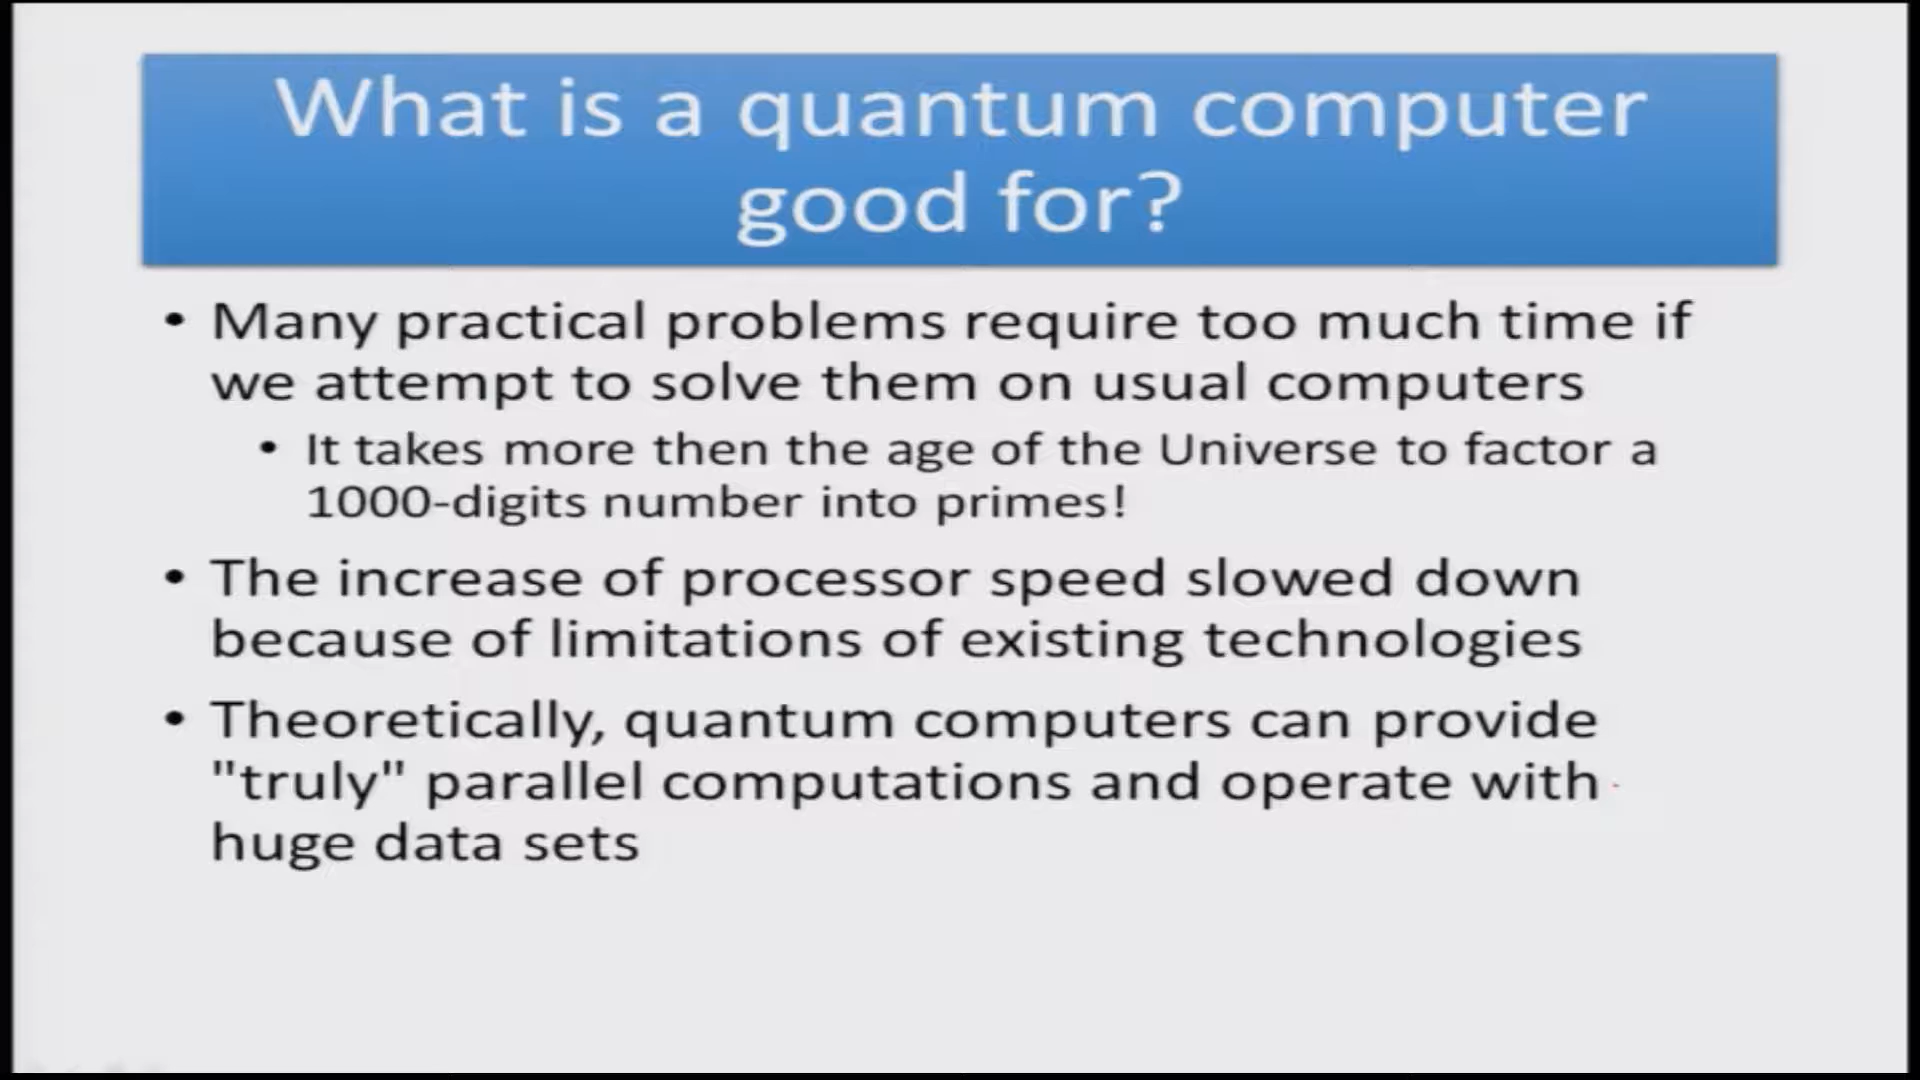 What is a quantum computer
good for?
• Many practical problems require too much time if
we attempt to solve them on usual computers
• It takes more then the age of the Universe to factor a
1000-digits number into primes!
• The increase of processor speed slowed down
because of limitations of existing technologies
• Theoretically, quantum computers can provide
"truly" parallel computations and operate with
huge data sets